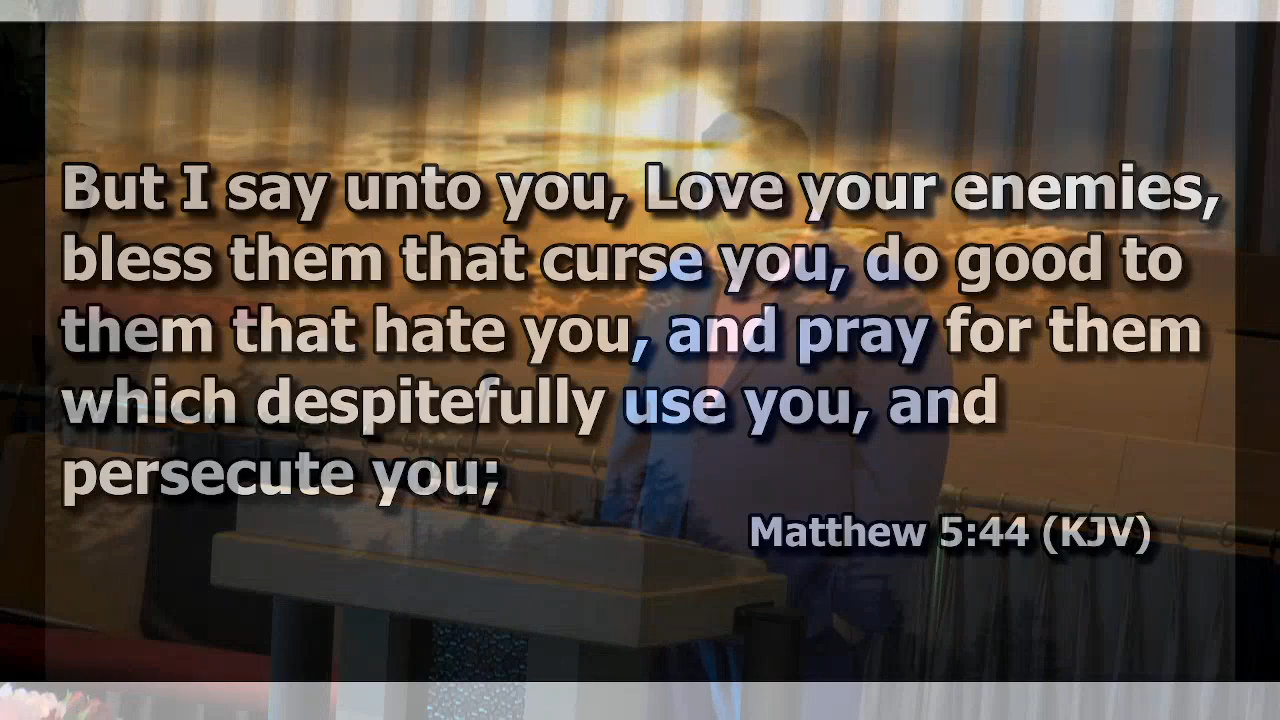 But I say unto you, Love your enemies,
bless them that curse you, do good to
them that hate you, and pray for them
which despitefully use you, and
persecute you;
Matthew 5:44 (KJV)